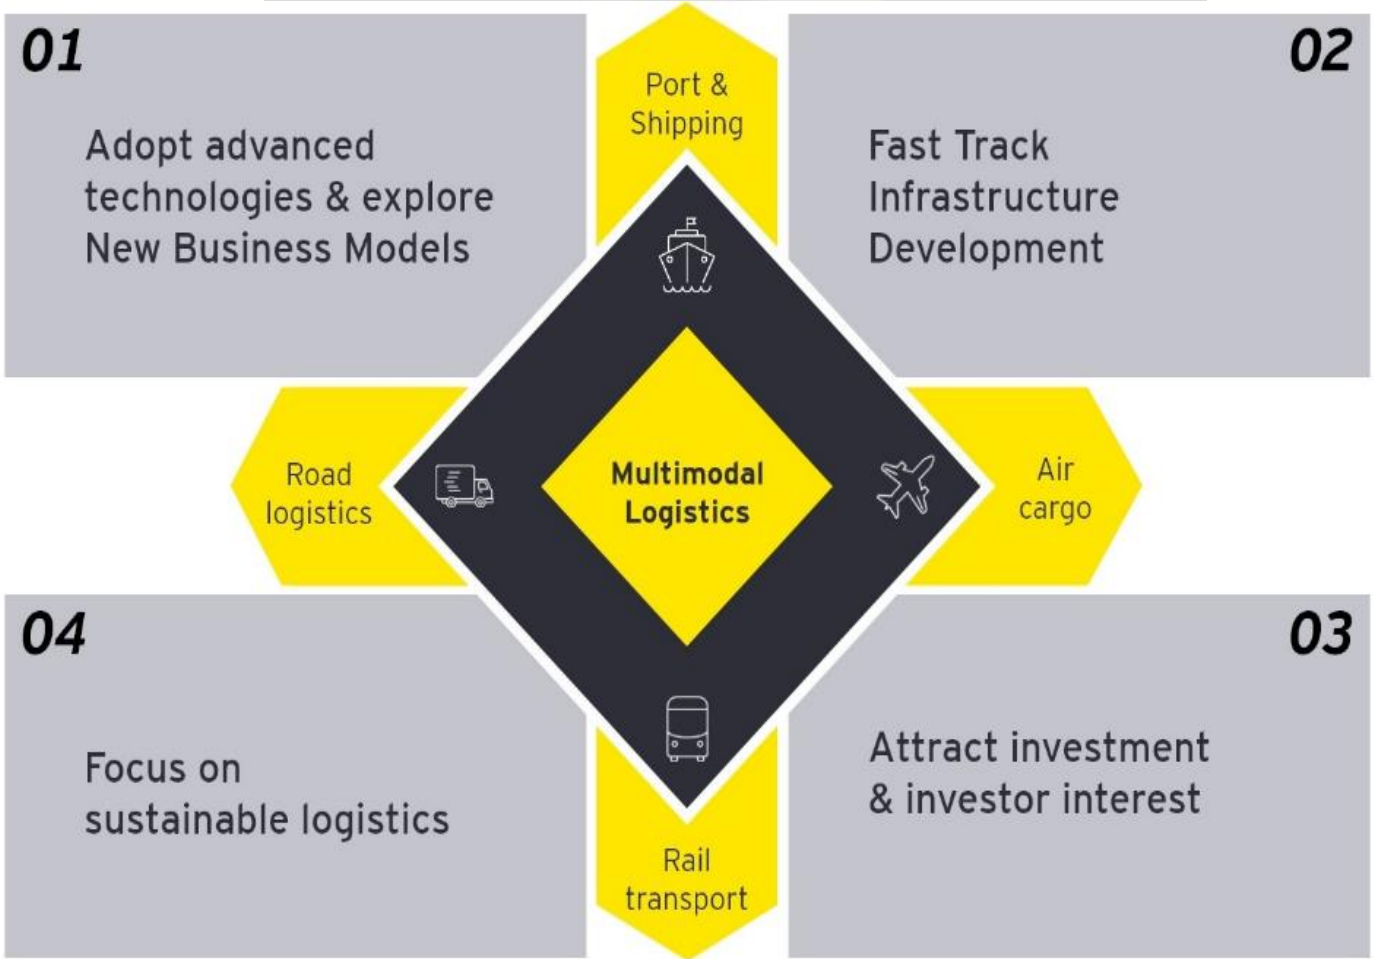 01
Adopt advanced
technologies & explore
New Business Models
Port &
Shipping
02
Fast Track
Infrastructure
Development
Road
logistics
Multimodal
Logistics
Air
cargo
04
Focus on
sustainable logistics
Rail
transport
03
Attract investment
& investor interest